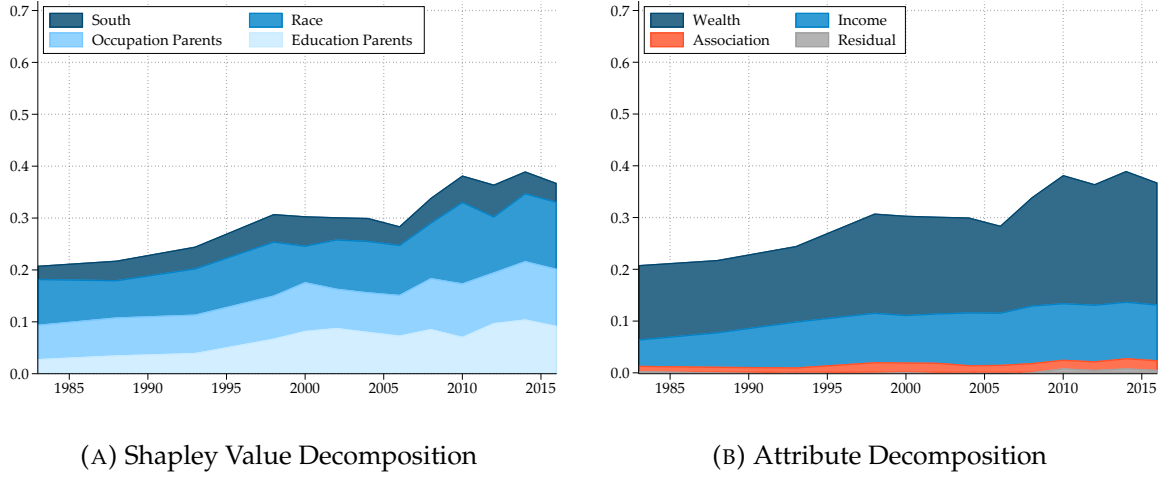 South Race
Occupation Parents Education Parents
0.7
0.6
0.5
0.4
0.3
0.2
0.1
0.0
1985 1990 1995 2000 2005 2010 2015
(A) Shapley Value Decomposition
Wealth Income
Association Residual
0.7
0.6
0.5
0.4
0.3
0.2
0.1
0.0
1985 1990 1995 2000 2005 2010 2015
(B) Attribute Decomposition